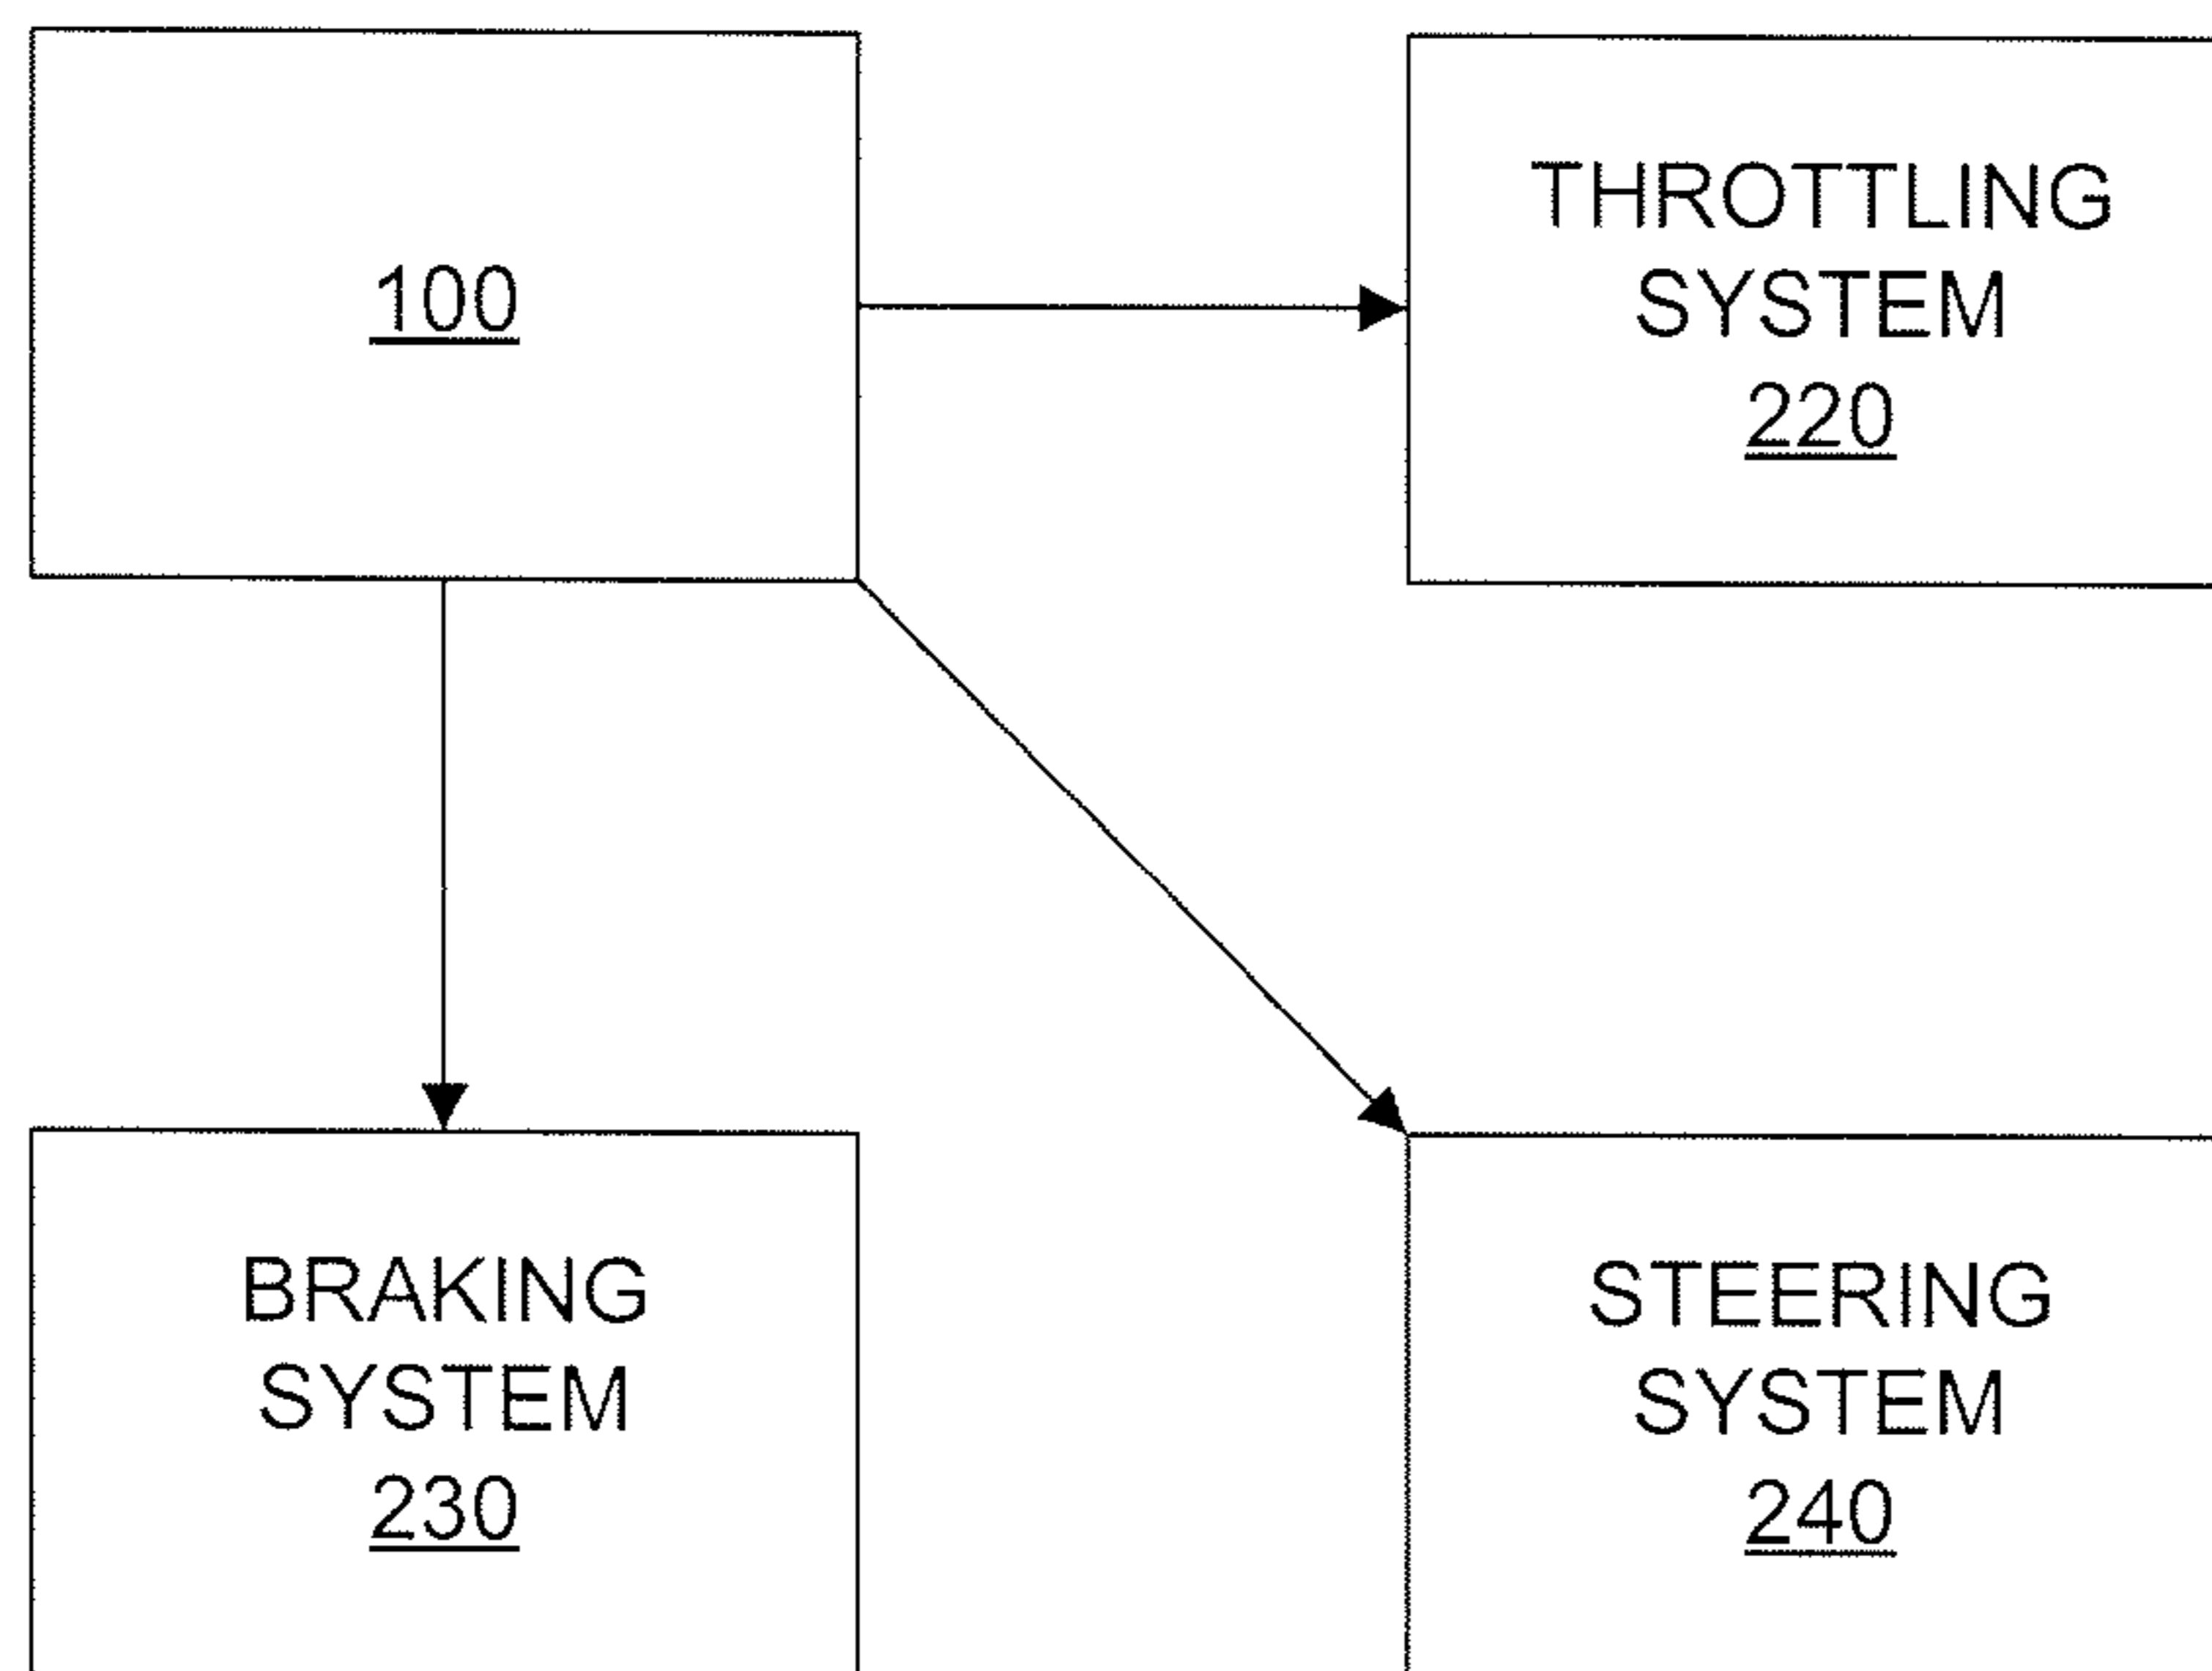 100
THROTTLING
SYSTEM
220
BRAKING
SYSTEM
230
STEERING
SYSTEM
240